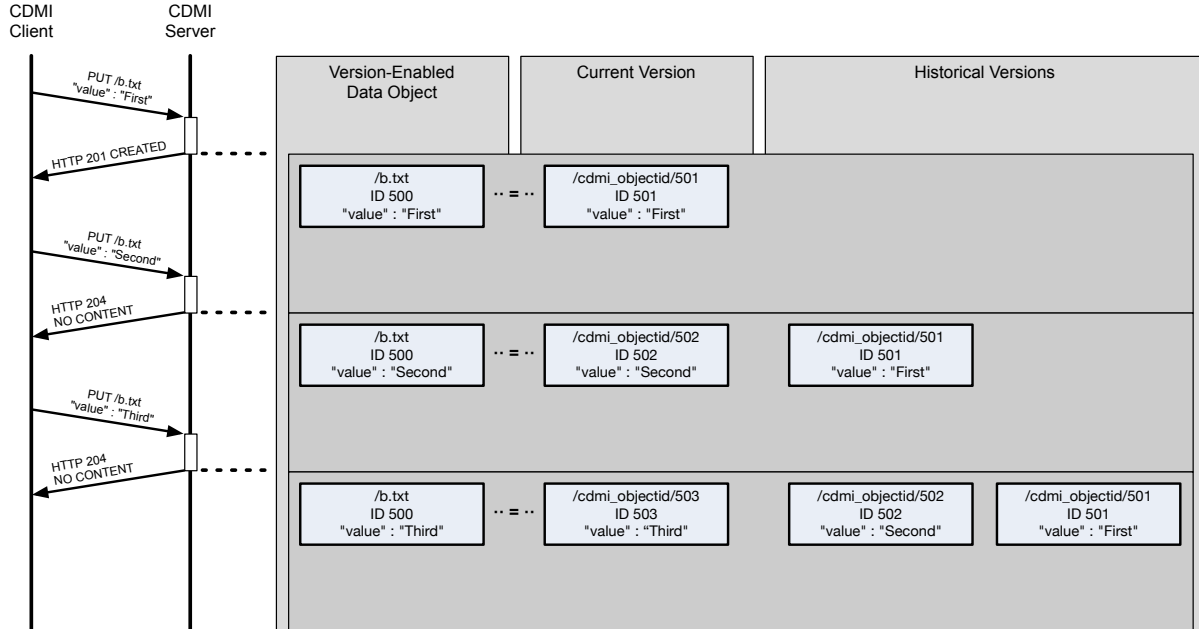 CDMI
Client
CDMI
Server
Version-Enabled
Data Object
Current Version
Historical Versions
PUT /b.txt
"value" : "First"
HTTP 201 CREATED
/b.txt
ID 500
"value" : "First"
·· = ··
/cdmi_objectid/501
ID 501
"value" : "First"
PUT /b.txt
"value" : "Second"
HTTP 204
NO CONTENT
/b.txt
ID 500
"value" : "Second"
·· = ··
/cdmi_objectid/502
ID 502
"value" : "Second"
/cdmi_objectid/501
ID 501
"value" : "First"
PUT /b.txt
"value" : "Third"
HTTP 204
NO CONTENT
/b.txt
ID 500
"value" : "Third"
·· = ··
/cdmi_objectid/503
ID 503
"value" : “Third"
/cdmi_objectid/502
ID 502
"value" : "Second"
/cdmi_objectid/501
ID 501
"value" : "First"